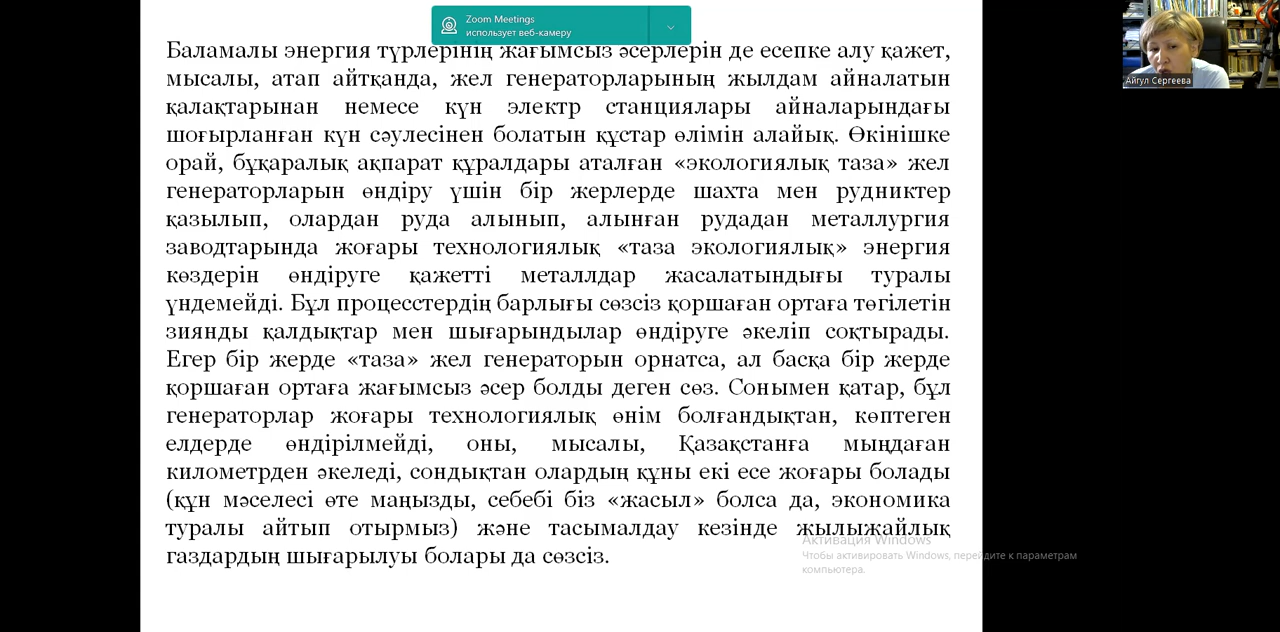 Zoom Meetings
использует веб-камеру
Айгул Сергеева
Баламалы энергия түрлерінің жағымсыз әсерлерін де есепке алу қажет,
мысалы, атап айтқанда, жел генераторларының жылдам айналатын
қалақтарынан немесе күн электр станциялары айналарындағы
шоғырланған күн сәулесінен болатын құстар өлімін алайық. Өкінішке
орай, бұқаралық ақпарат құралдары аталған «экологиялық таза» жел
генераторларын өндіру үшін бір жерлерде шахта мен рудниктер
қазылып, олардан руда алынып, алынған рудадан металлургия
заводтарында жоғары технологиялық «таза экологиялық» энергия
көздерін өндіруге қажетті металлдар жасалатындығы туралы
үндемейді. Бұл процесстердің барлығы сөзсіз қоршаған ортаға төгілетін
зиянды қалдықтар мен шығарындылар өндіруге әкеліп соқтырады.
Егер бір жерде «таза» жел генераторын орнатса, ал басқа бір жерде
қоршаған ортаға жағымсыз әсер болды деген сөз. Сонымен қатар, бұл
генераторлар жоғары технологиялық өнім болғандықтан, көптеген
елдерде өндірілмейді, оны, мысалы, Қазақстанға мыңдаған
километрден әкеледі, сондықтан олардың құны екі есе жоғары болады
(құн мәселесі өте маңызды, себебі біз «жасыл» болса да, экономика
туралы айтып отырмыз) және тасымалдау кезінде жылыжайлық
газдардың шығарылуы болары да сөзсіз.
Активация Windows
Чтобы активировать Windows, перейдите к параметрам
компьютера.